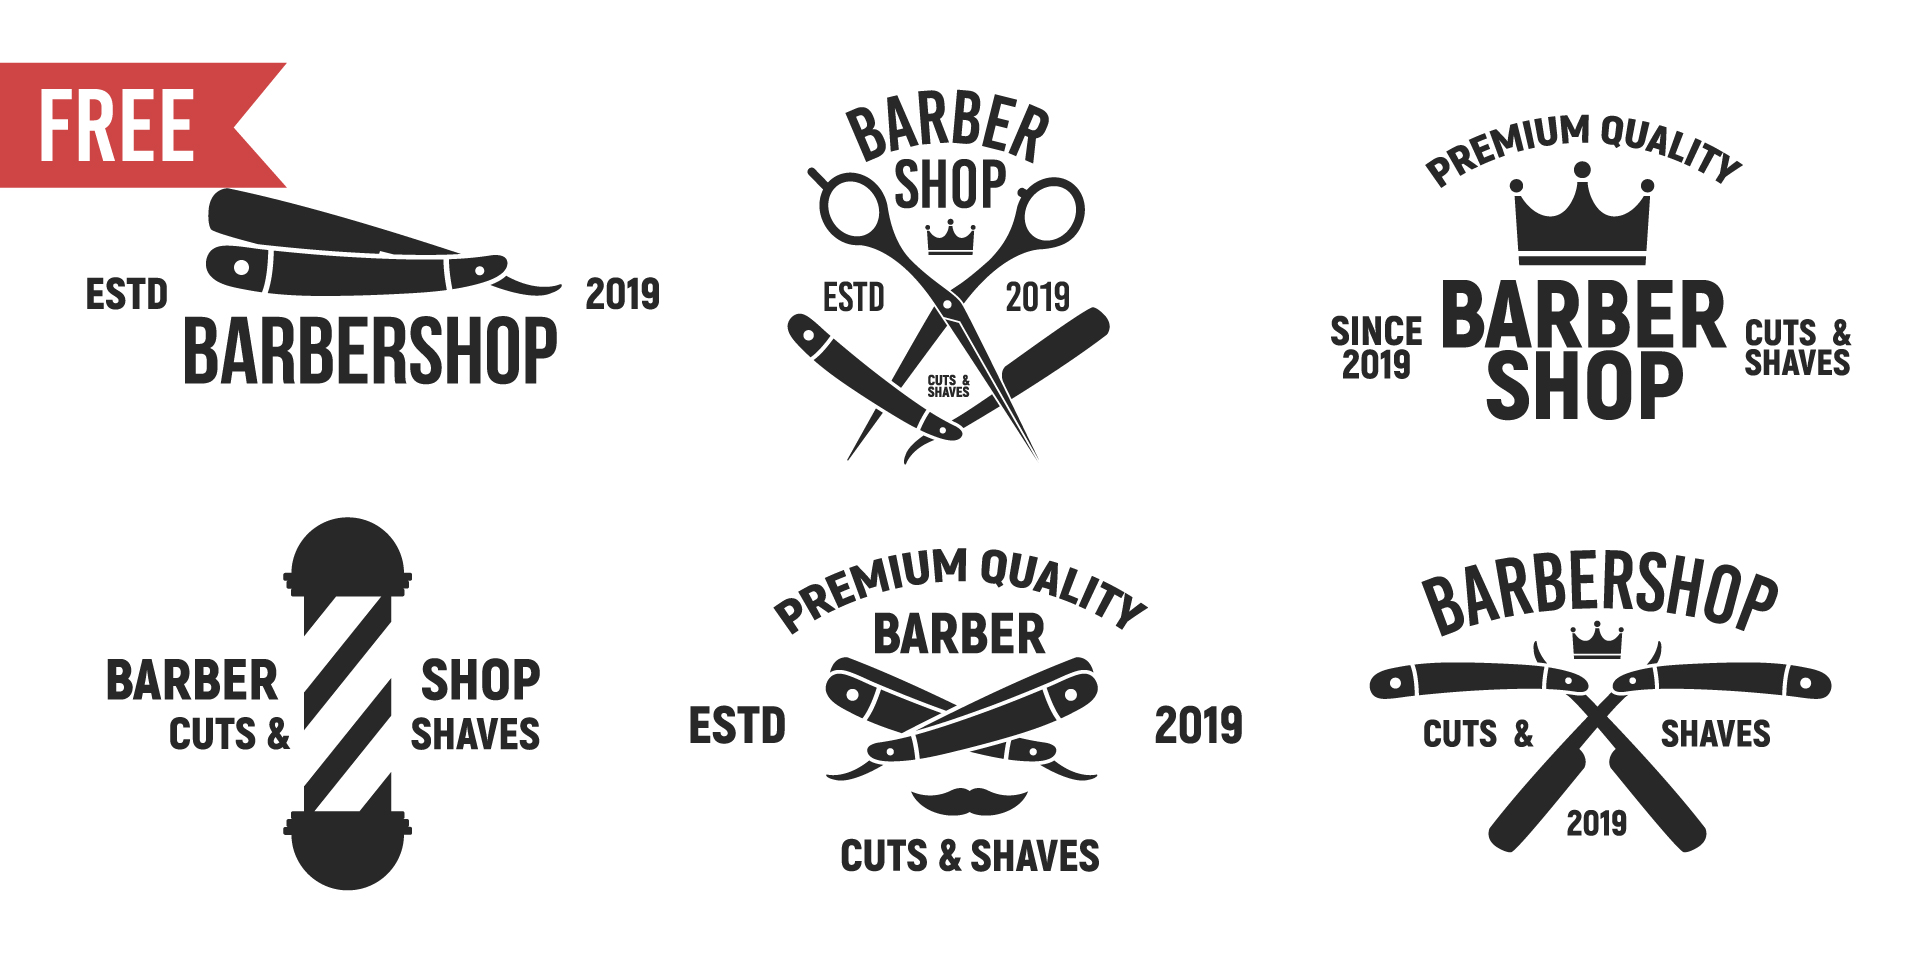 FREE
ESTD 2019
BARBERSHOP
BARBER
SHOP
ESTD 2019
CUTS &
SHAVES
PREMIUM QUALITY
BARBER
SHOP
SINCE
2019
CUTS &
SHAVES
BARBER SHOP
CUTS & SHAVES
PREMIUM QUALITY
BARBER
ESTD 2019
CUTS & SHAVES
BARBERSHOP
CUTS & SHAVES
2019